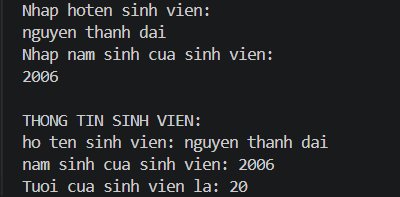 Nhap hoten sinh vien:
nguyen thanh dai
Nhap nam sinh cua sinh vien:
2006
THONG TIN SINH VIEN:
ho ten sinh vien: nguyen thanh dai
nam sinh cua sinh vien: 2006
Tuoi cua sinh vien la: 20